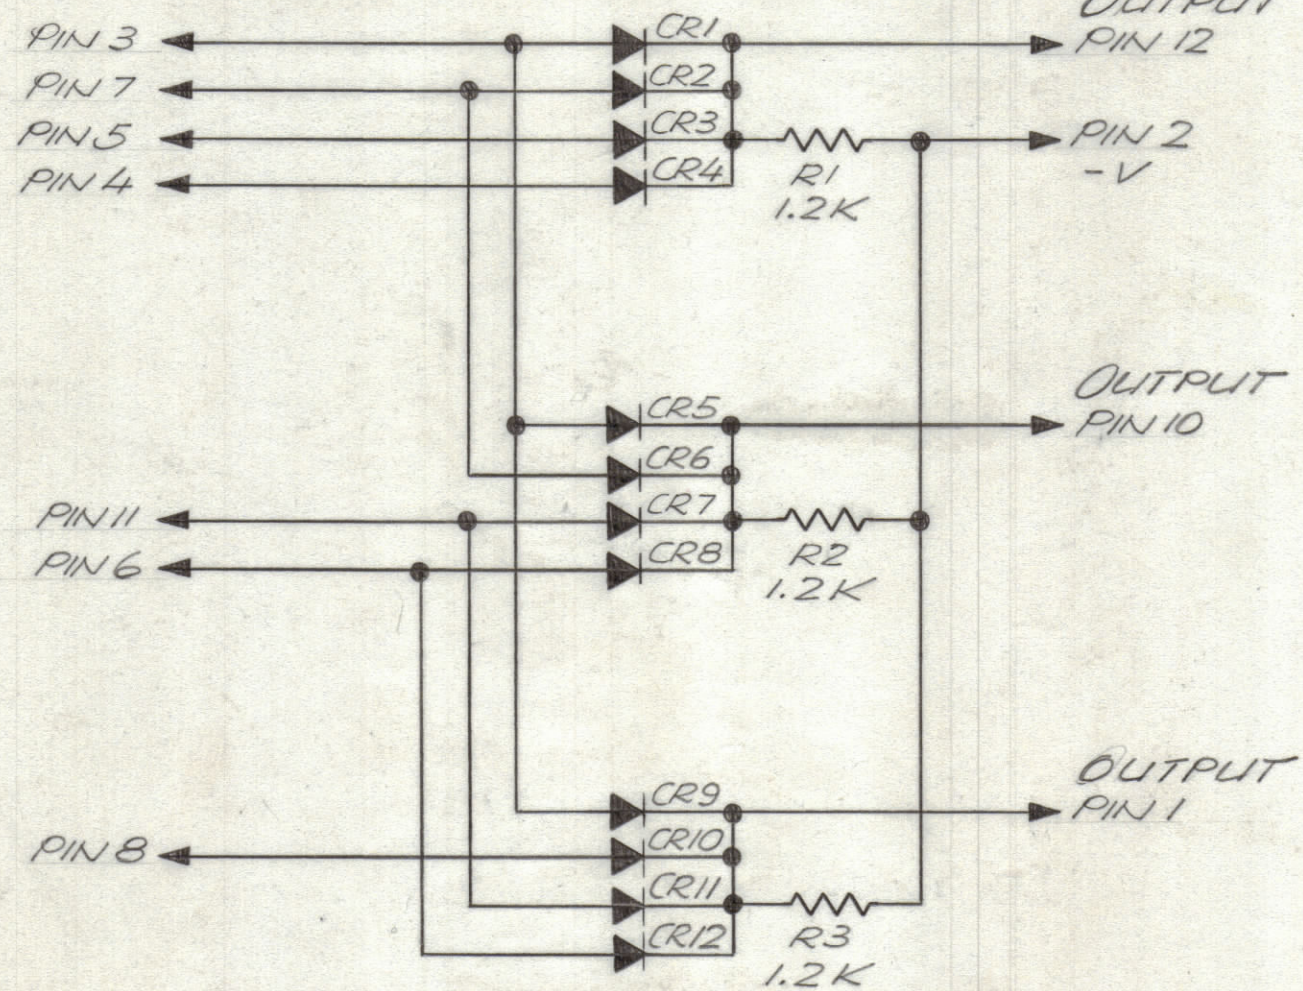 OUTPUT
PIN 3
CR1
PIN 12
PIN 7
CR2
PIN 5
CR3
PIN 2
PIN 4
CR4
R1
-V
1.2K
OUTPUT
CR5
PIN 10
CR6
PIN 11
CR7
PIN 6
CR8
R2
1.2K
OUTPUT
CR9
PIN 1
PIN 8
CR10
CR11
CR12
R3
1.2K